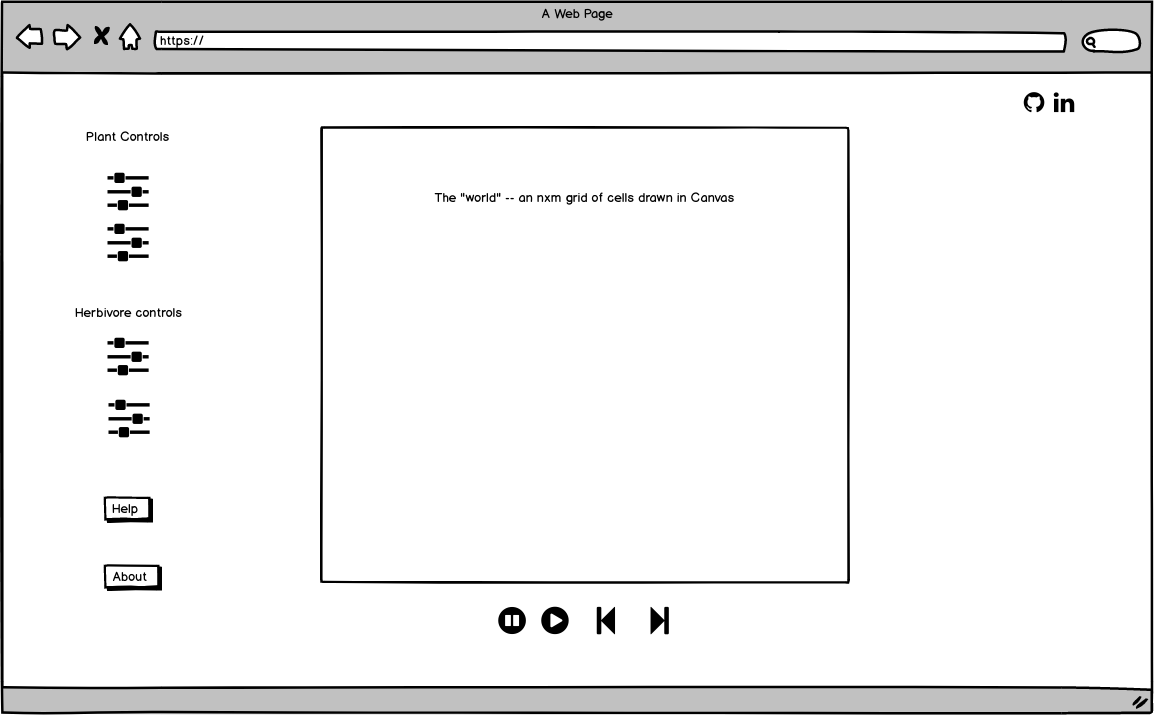 A Web Page
https://
in
Plant Controls
The "world" -- an nxm grid of cells drawn in Canvas
Herbivore controls
Help
About